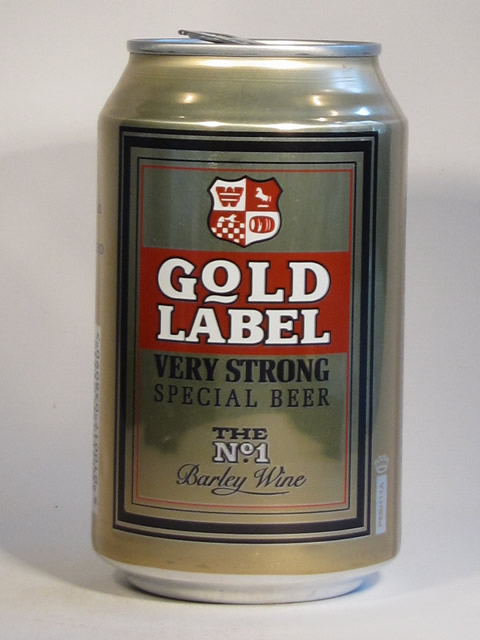 GOLD
LABEL
VERY STRONG
SPECIAL BEER
THE
Nº1
Barley Wine